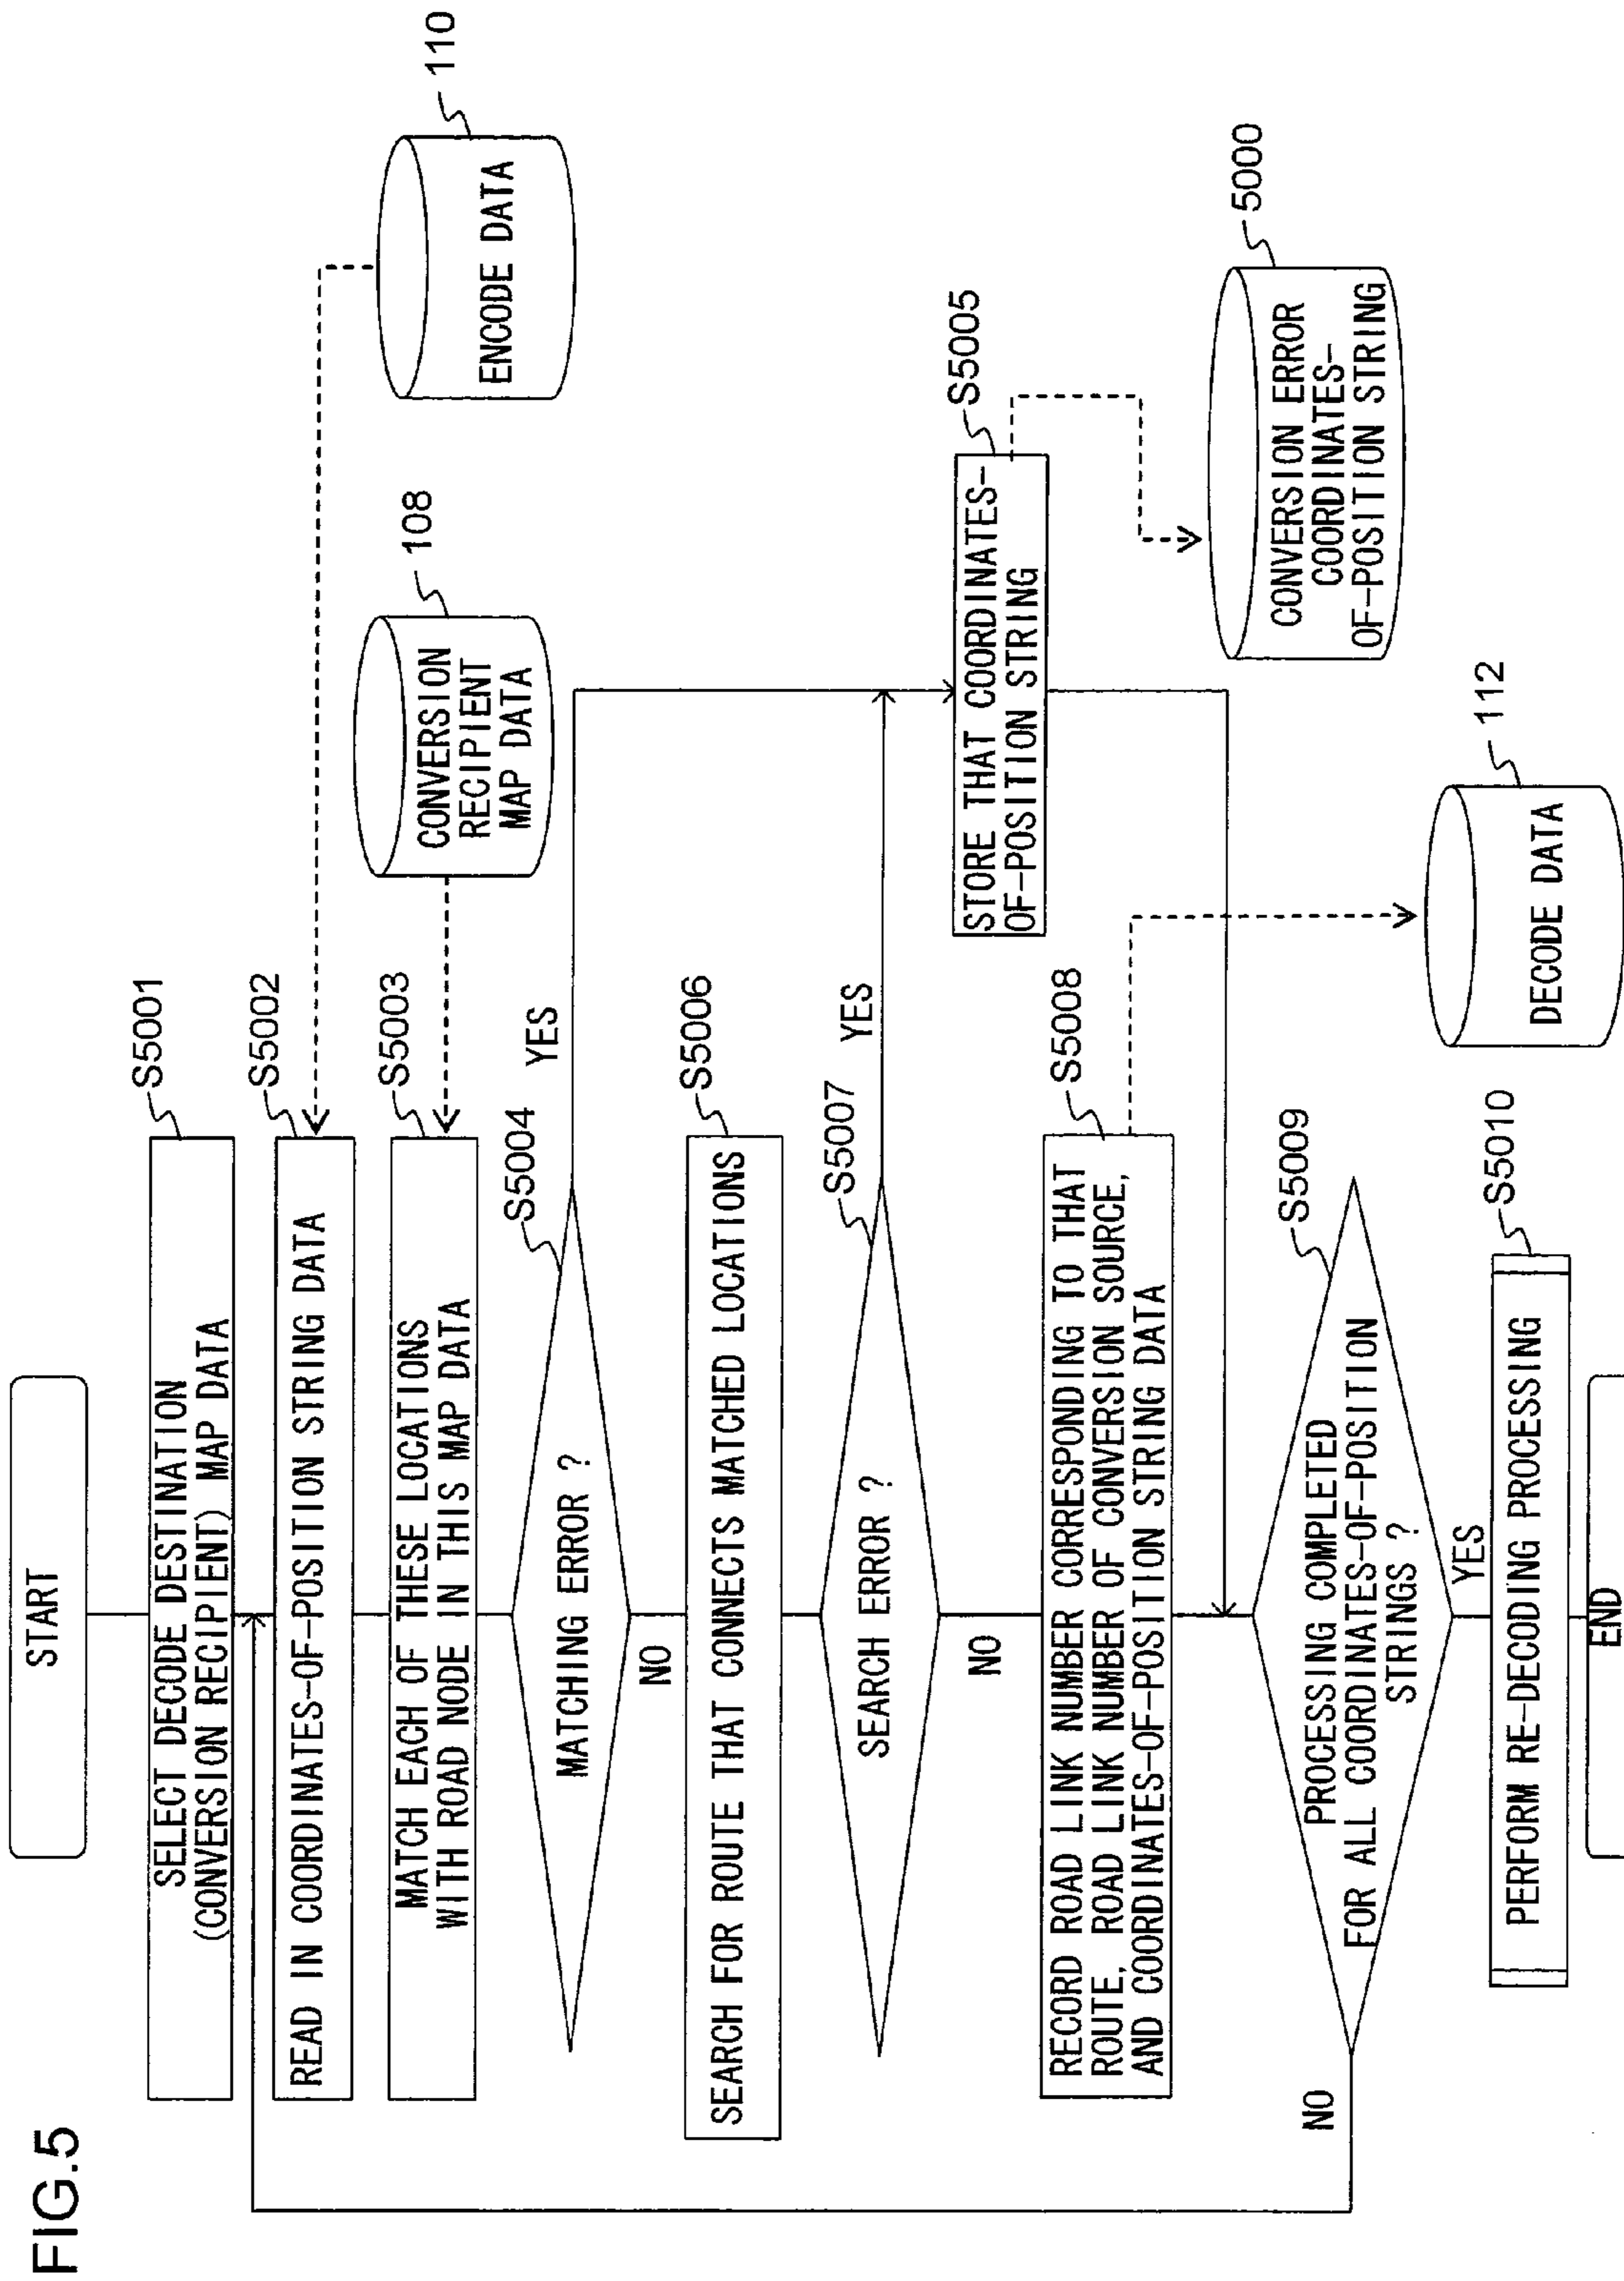 FIG.5
START
S5001
SELECT DECODE DESTINATION
(CONVERSION RECIPIENT) MAP DATA
S5002
READ IN COORDINATES-OF-POSITION STRING DATA
110
ENCODE DATA
S5003
MATCH EACH OF THESE LOCATIONS
WITH ROAD NODE IN THIS MAP DATA
108
CONVERSION
RECIPIENT
MAP DATA
S5004
MATCHING ERROR ?
YES
NO
S5006
SEARCH FOR ROUTE THAT CONNECTS MATCHED LOCATIONS
S5007
SEARCH ERROR ?
YES
NO
S5005
STORE THAT COORDINATES-
OF-POSITION STRING
5000
CONVERSION ERROR
COORDINATES-
OF-POSITION STRING
S5008
RECORD ROAD LINK NUMBER CORRESPONDING TO THAT
ROUTE, ROAD LINK NUMBER OF CONVERSION SOURCE,
AND COORDINATES-OF-POSITION STRING DATA
112
DECODE DATA
S5009
PROCESSING COMPLETED
FOR ALL COORDINATES-OF-POSITION
STRINGS ?
NO
YES
S5010
PERFORM RE-DECODING PROCESSING
END